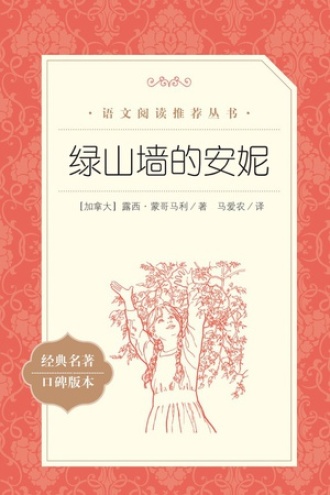 ·语文阅读推荐丛书·
绿山墙的安妮
[加拿大]露西·蒙哥马利/著 马爱农/译
经典名著
口碑版本